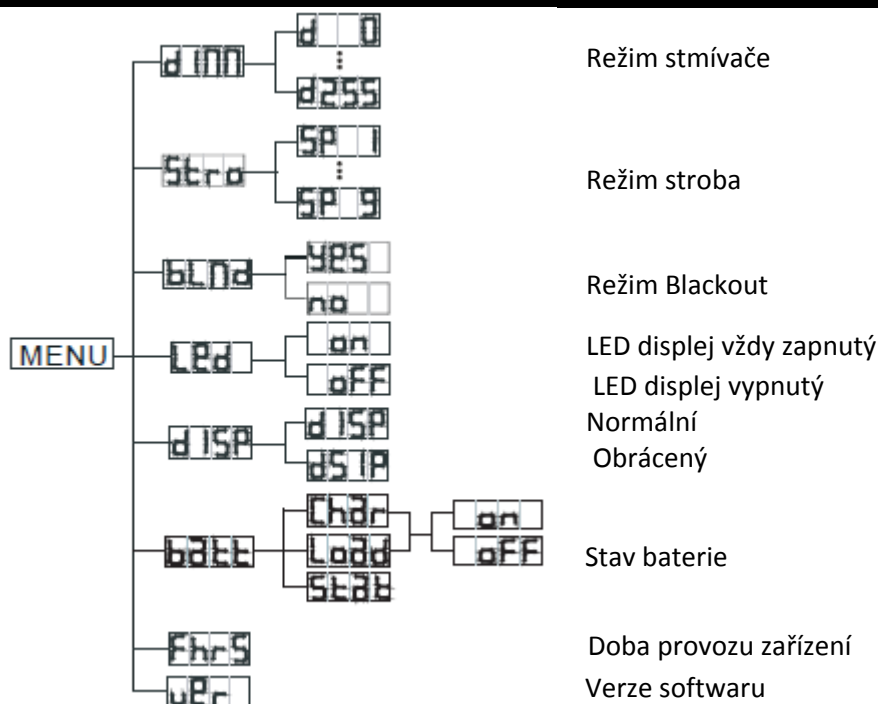 d 0
dINN
Režim stmívače
d255
SP 1
Stro
Režim stroba
SP 9
yES
bLNd
Režim Blackout
no
on
LED displej vždy zapnutý
MENU
LEd
oFF
LED displej vypnutý
dISP
Normální
dISP
dSIP
Obrácený
Char
on
batt
Load
oFF
Stav baterie
Stat
FhrS
Doba provozu zařízení
vEr
Verze softwaru